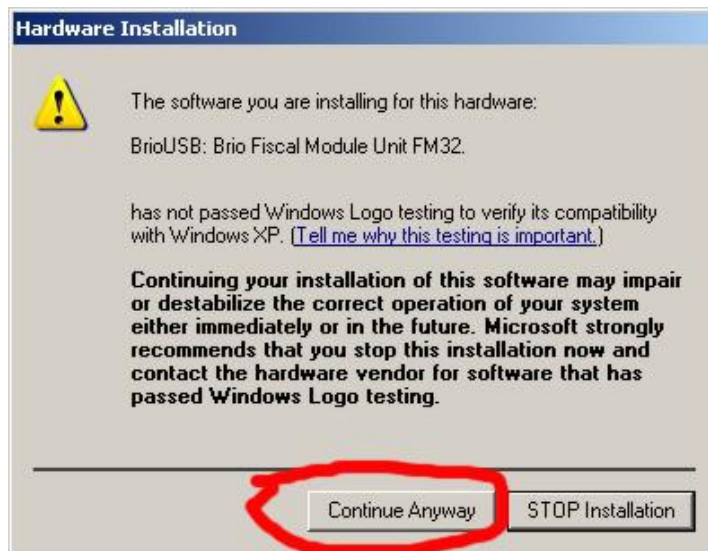 Hardware Installation
The software you are installing for this hardware:
BrioUSB: Brio Fiscal Module Unit FM32.
has not passed Windows Logo testing to verify its compatibility
with Windows XP. (Tell me why this testing is important.)
Continuing your installation of this software may impair
or destabilize the correct operation of your system
either immediately or in the future. Microsoft strongly
recommends that you stop this installation now and
contact the hardware vendor for software that has
passed Windows Logo testing.
Continue Anyway
STOP Installation